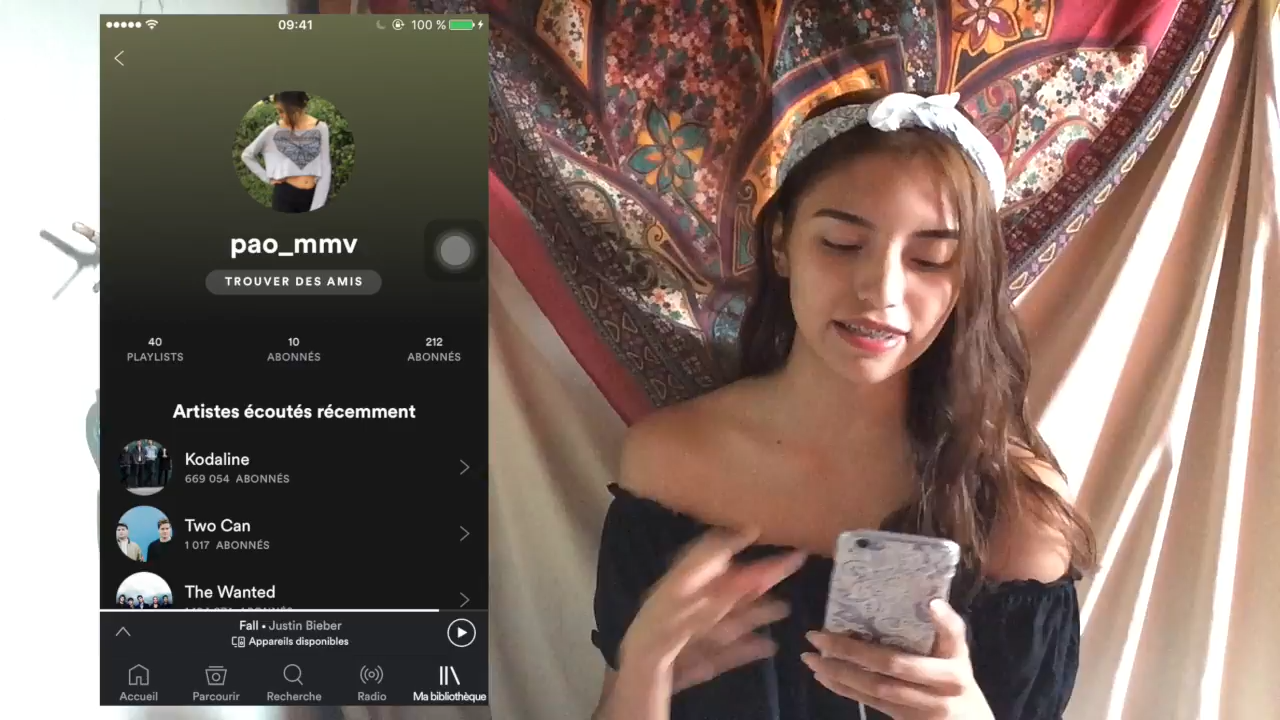 09:41
100 %
pao_mmv
TROUVER DES AMIS
40
PLAYLISTS
10
ABONNÉS
212
ABONNÉS
Artistes écoutés récemment
Kodaline
669 054 ABONNÉS
Two Can
1 017 ABONNÉS
The Wanted
Fall • Justin Bieber
Appareils disponibles
Accueil
Parcourir
Recherche
Radio
Ma bibliothèque